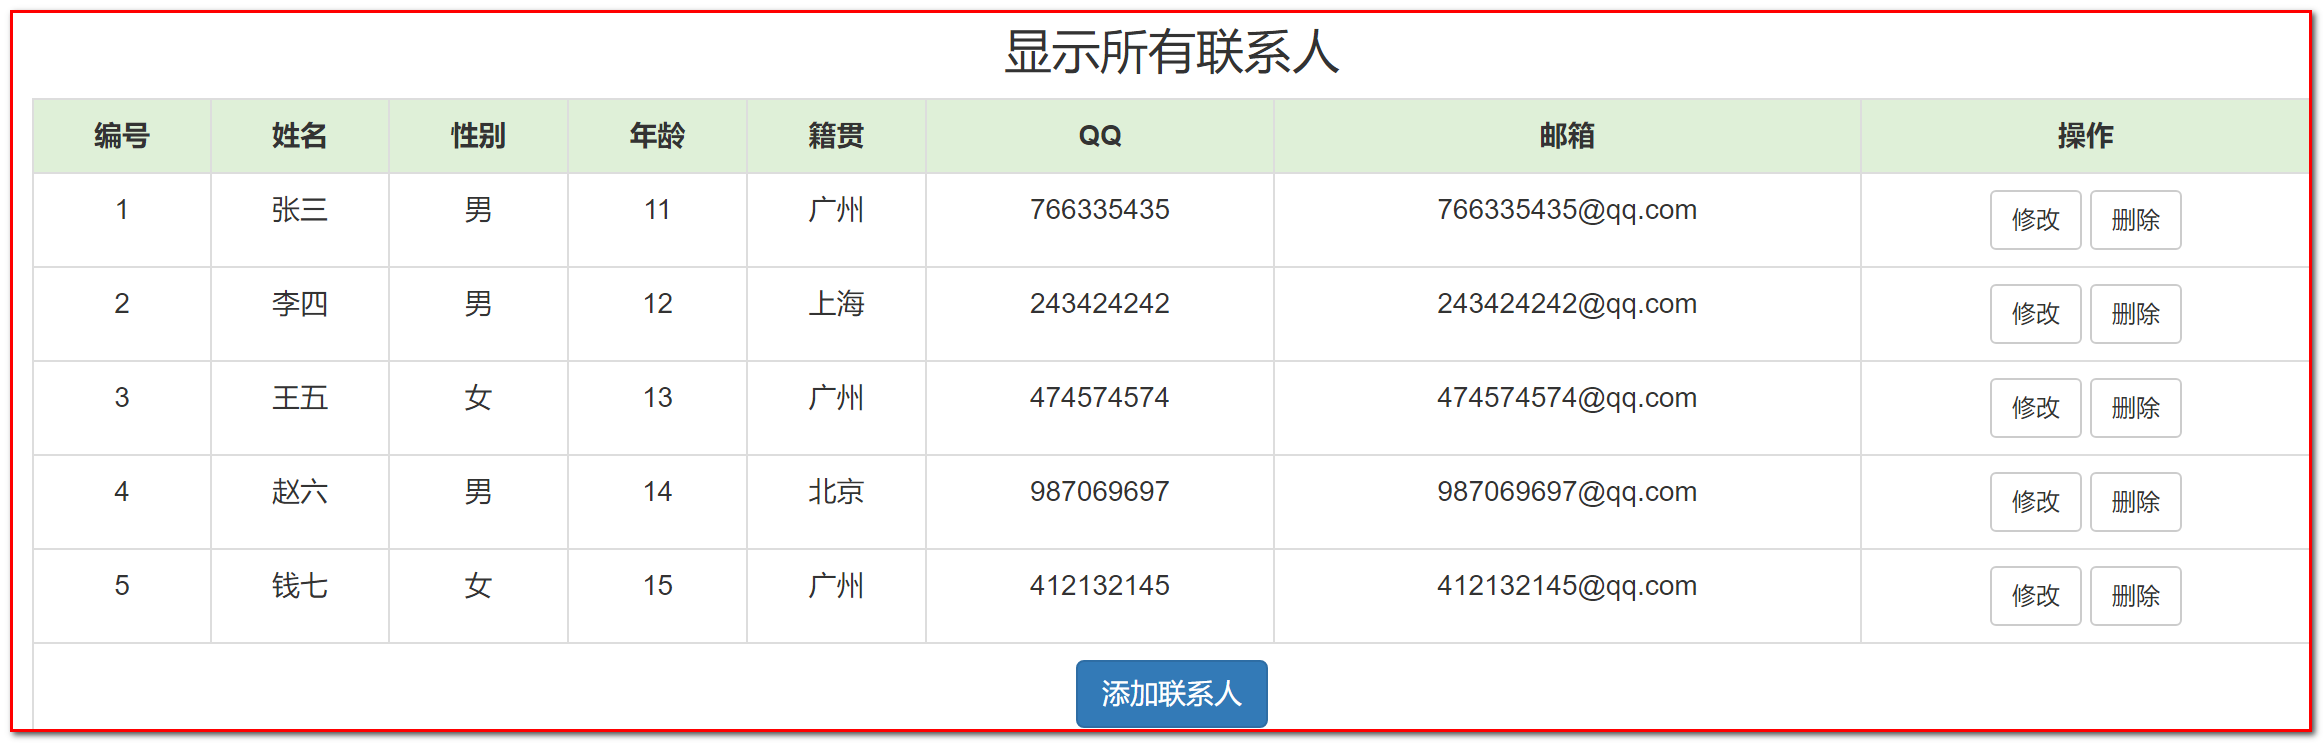 显示所有联系人
编号 姓名 性别 年龄 籍贯 QQ 邮箱 操作
1 张三 男 11 广州 766335435 766335435@qq.com 修改 删除
2 李四 男 12 上海 243424242 243424242@qq.com 修改 删除
3 王五 女 13 广州 474574574 474574574@qq.com 修改 删除
4 赵六 男 14 北京 987069697 987069697@qq.com 修改 删除
5 钱七 女 15 广州 412132145 412132145@qq.com 修改 删除
添加联系人